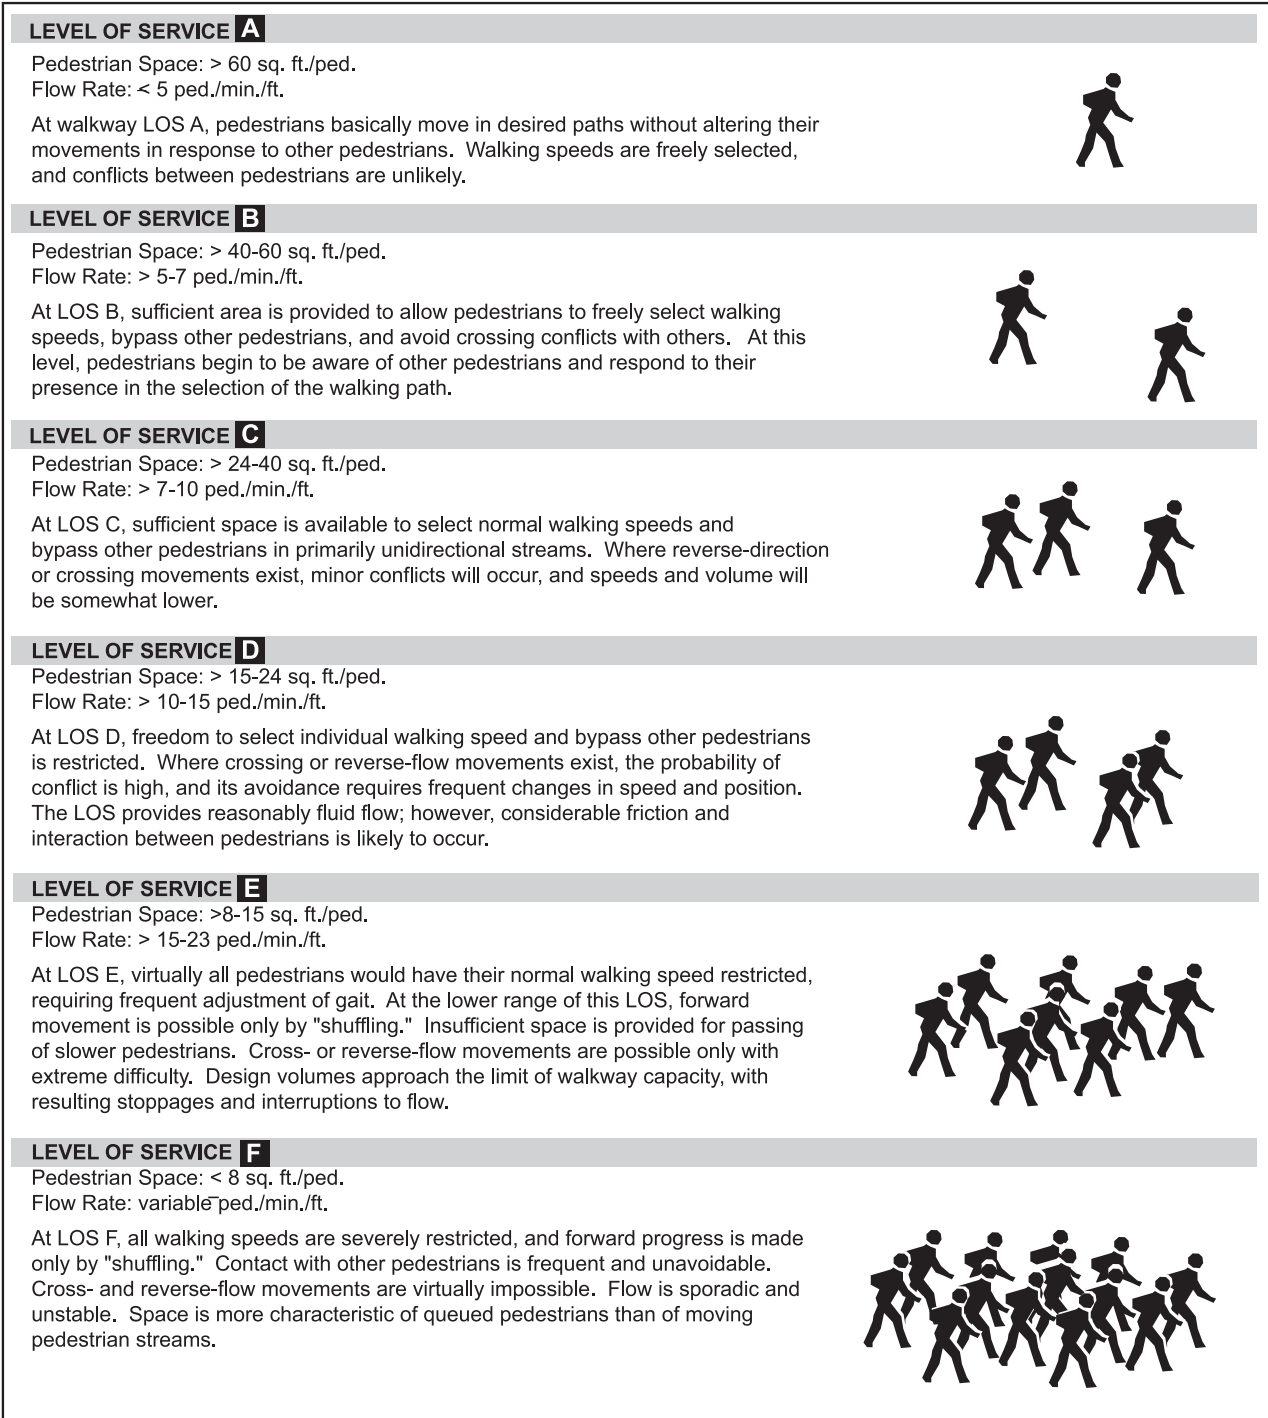 LEVEL OF SERVICE A
Pedestrian Space: > 60 sq. ft./ped.
Flow Rate: < 5 ped./min./ft.
At walkway LOS A, pedestrians basically move in desired paths without altering their
movements in response to other pedestrians. Walking speeds are freely selected,
and conflicts between pedestrians are unlikely.
LEVEL OF SERVICE B
Pedestrian Space: > 40-60 sq. ft./ped.
Flow Rate: > 5-7 ped./min./ft.
At LOS B, sufficient area is provided to allow pedestrians to freely select walking
speeds, bypass other pedestrians, and avoid crossing conflicts with others. At this
level, pedestrians begin to be aware of other pedestrians and respond to their
presence in the selection of the walking path.
LEVEL OF SERVICE C
Pedestrian Space: > 24-40 sq. ft./ped.
Flow Rate: > 7-10 ped./min./ft.
At LOS C, sufficient space is available to select normal walking speeds and
bypass other pedestrians in primarily unidirectional streams. Where reverse-direction
or crossing movements exist, minor conflicts will occur, and speeds and volume will
be somewhat lower.
LEVEL OF SERVICE D
Pedestrian Space: > 15-24 sq. ft./ped.
Flow Rate: > 10-15 ped./min./ft.
At LOS D, freedom to select individual walking speed and bypass other pedestrians
is restricted. Where crossing or reverse-flow movements exist, the probability of
conflict is high, and its avoidance requires frequent changes in speed and position.
The LOS provides reasonably fluid flow; however, considerable friction and
interaction between pedestrians is likely to occur.
LEVEL OF SERVICE E
Pedestrian Space: >8-15 sq. ft./ped.
Flow Rate: > 15-23 ped./min./ft.
At LOS E, virtually all pedestrians would have their normal walking speed restricted,
requiring frequent adjustment of gait. At the lower range of this LOS, forward
movement is possible only by "shuffling." Insufficient space is provided for passing
of slower pedestrians. Cross- or reverse-flow movements are possible only with
extreme difficulty. Design volumes approach the limit of walkway capacity, with
resulting stoppages and interruptions to flow.
LEVEL OF SERVICE F
Pedestrian Space: < 8 sq. ft./ped.
Flow Rate: variable ped./min./ft.
At LOS F, all walking speeds are severely restricted, and forward progress is made
only by "shuffling." Contact with other pedestrians is frequent and unavoidable.
Cross- and reverse-flow movements are virtually impossible. Flow is sporadic and
unstable. Space is more characteristic of queued pedestrians than of moving
pedestrian streams.